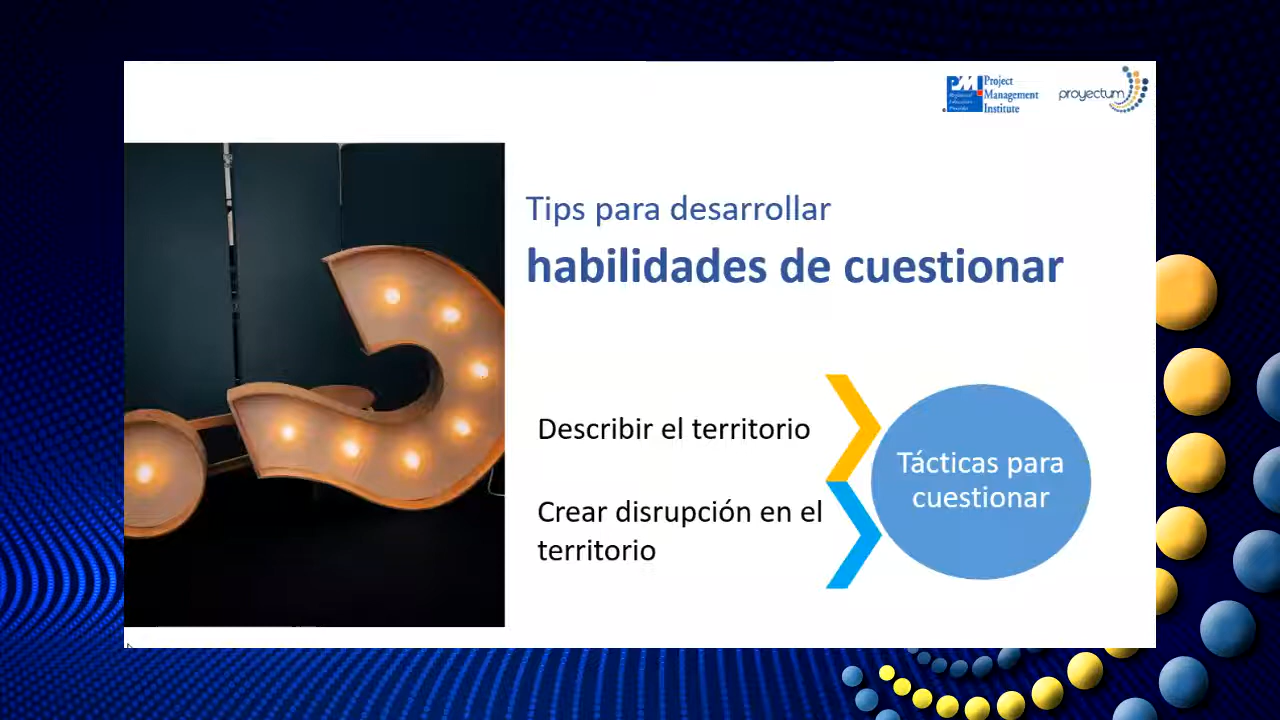 Project
Management
Institute
proyectum
Tips para desarrollar
habilidades de cuestionar
Describir el territorio
Crear disrupción en el
territorio
Tácticas para
cuestionar